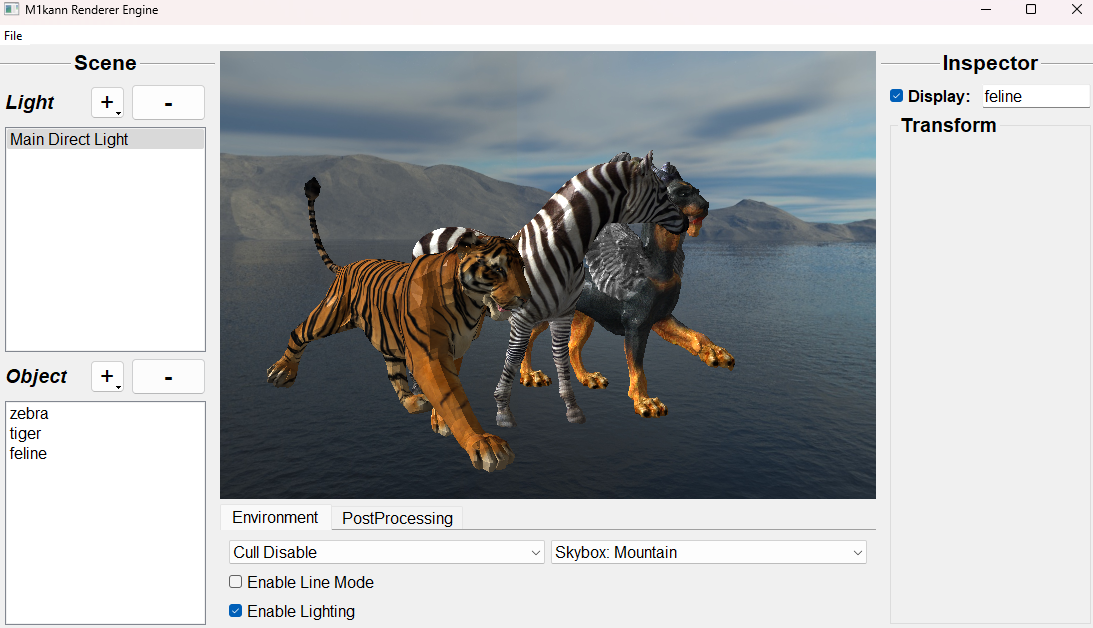 M1kann Renderer Engine
File
Scene
Light
+
-
Main Direct Light
Object
+
-
zebra
tiger
feline
Environment
PostProcessing
Cull Disable
Skybox: Mountain
Enable Line Mode
Enable Lighting
Inspector
Display: feline
Transform